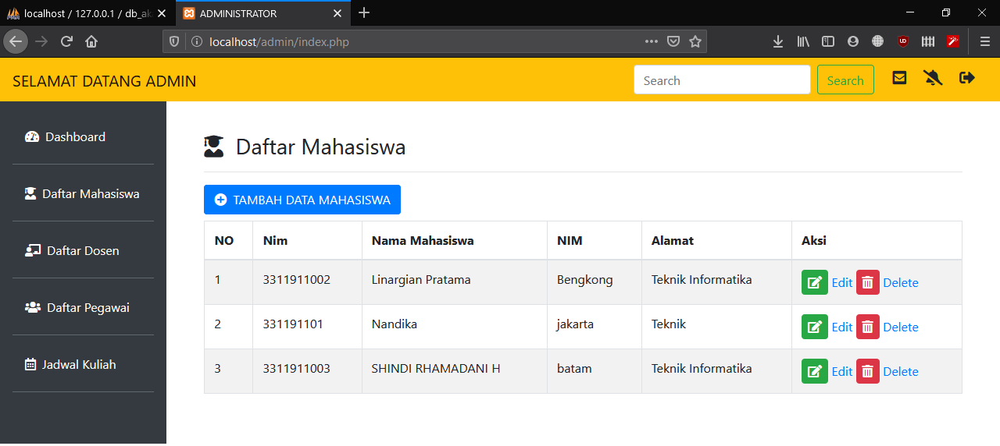 localhost / 127.0.0.1 / db_ak
ADMINISTRATOR
localhost/admin/index.php
SELAMAT DATANG ADMIN
Search
Search
Dashboard
Daftar Mahasiswa
Daftar Dosen
Daftar Pegawai
Jadwal Kuliah
Daftar Mahasiswa
TAMBAH DATA MAHASISWA
NO Nim Nama Mahasiswa NIM Alamat Aksi
1 3311911002 Linargian Pratama Bengkong Teknik Informatika Edit Delete
2 331191101 Nandika jakarta Teknik Edit Delete
3 3311911003 SHINDI RHAMADANI H batam Teknik Informatika Edit Delete